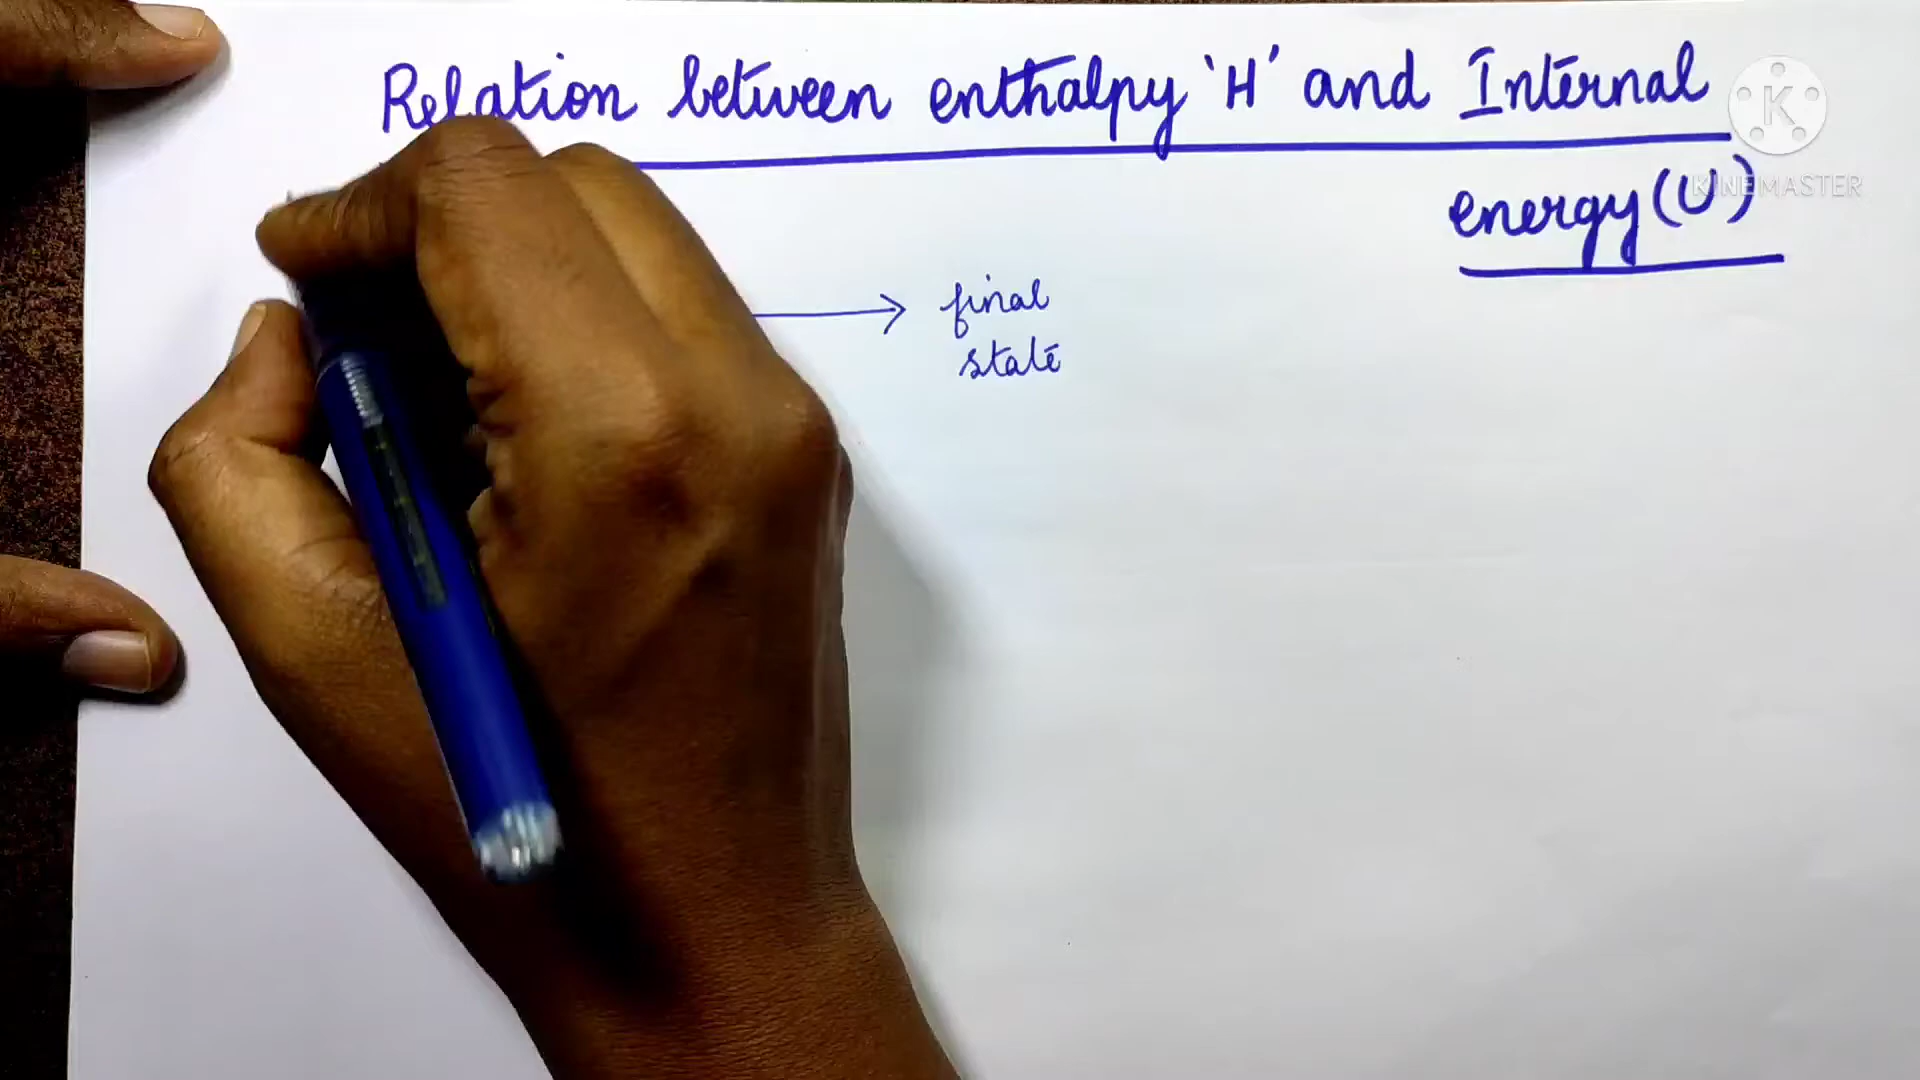 Relation between enthalpy 'H' and Internal
energy (U)
final
state
K
KINEMASTER